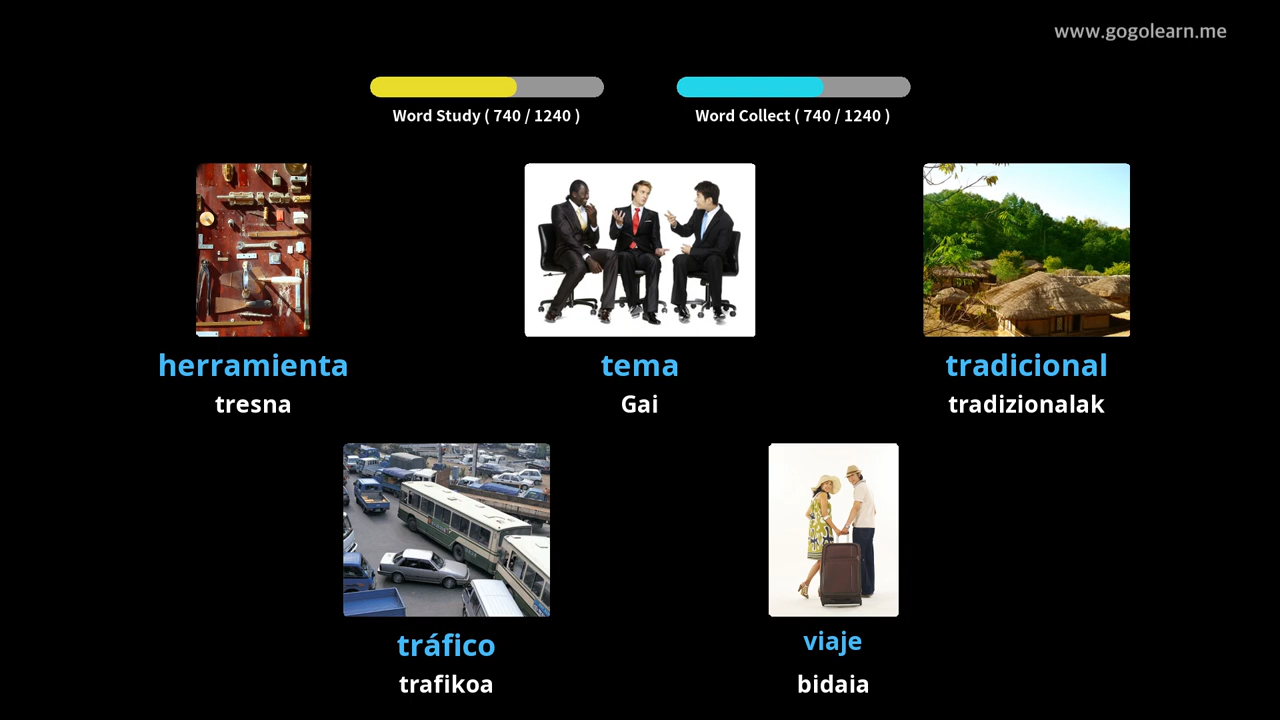 www.gogolearn.me
Word Study ( 740 / 1240 )
Word Collect ( 740 / 1240 )
herramienta
tresna
tema
Gai
tradicional
tradizionalak
tráfico
trafikoa
viaje
bidaia